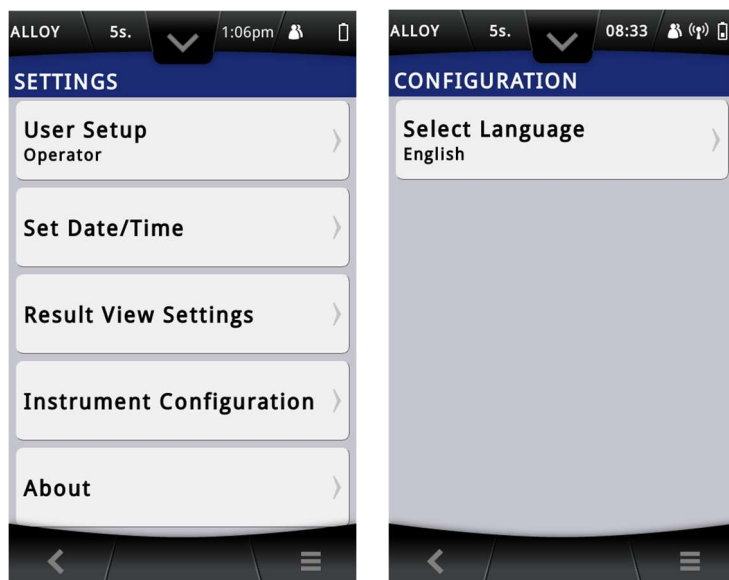 ALLOY 5s. 1:06pm
SETTINGS
User Setup
Operator
Set Date/Time
Result View Settings
Instrument Configuration
About
ALLOY 5s. 08:33
CONFIGURATION
Select Language
English